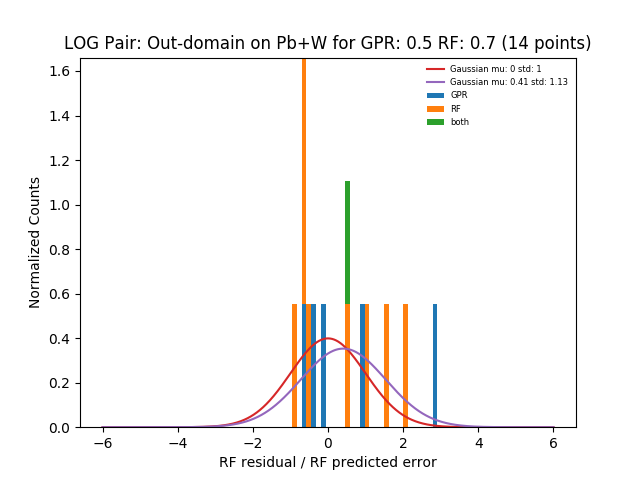 LOG Pair: Out-domain on Pb+W for GPR: 0.5 RF: 0.7 (14 points)
Gaussian mu: 0 std: 1
Gaussian mu: 0.41 std: 1.13
GPR
RF
both
Normalized Counts
1.6
1.4
1.2
1.0
0.8
0.6
0.4
0.2
0.0
−6
−4
−2
0
2
4
6
RF residual / RF predicted error